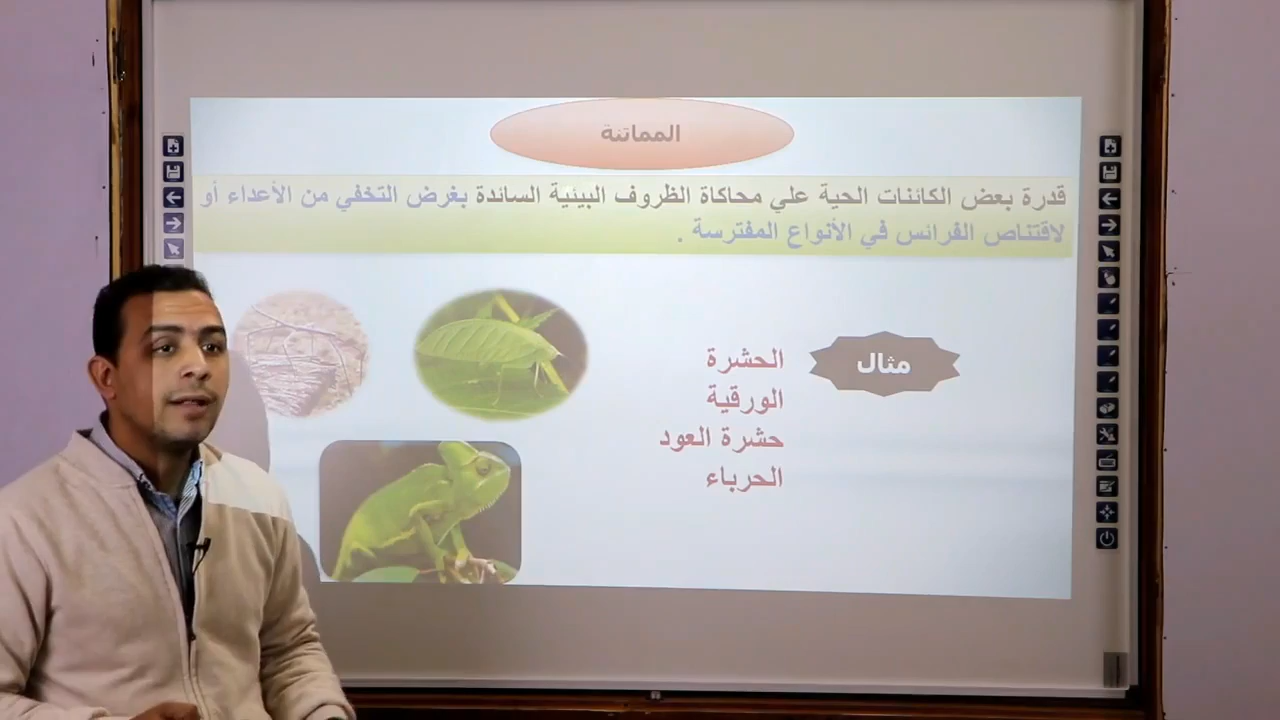 المماتنة
قدرة بعض الكائنات الحية علي محاكاة الظروف البيئية السائدة بغرض التخفي من الأعداء أو
لاقتناص الفرائس في الأنواع المفترسة .
مثال
الحشرة
الورقية
حشرة العود
الحرباء